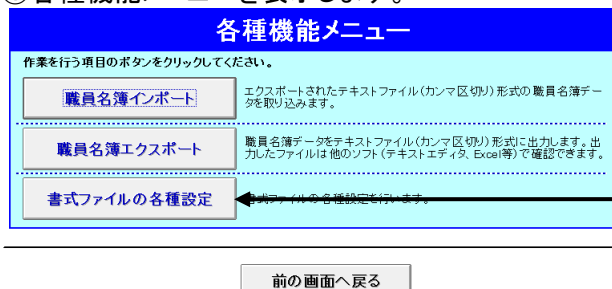 各種機能メニューを表示します。
各種機能メニュー
作業を行う項目のボタンをクリックしてください。
職員名簿インポート
エクスポートされたテキストファイル(カンマ区切り)形式の職員名簿デー
タを取り込みます。
職員名簿エクスポート
職員名簿データをテキストファイル(カンマ区切り)形式に出力します。出
力したファイルは他のソフト(テキストエディタ、Excel等)で確認できます。
書式ファイルの各種設定
書式ファイルの各種設定を行います。
前の画面へ戻る